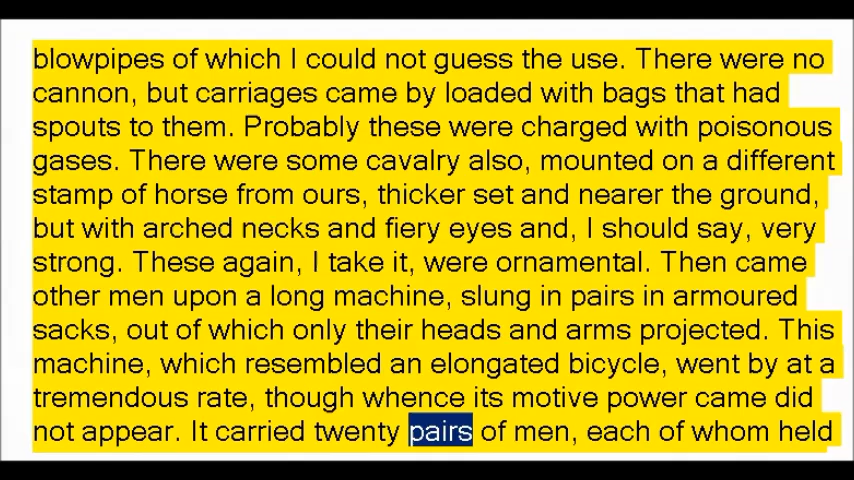 blowpipes of which I could not guess the use. There were no
cannon, but carriages came by loaded with bags that had
spouts to them. Probably these were charged with poisonous
gases. There were some cavalry also, mounted on a different
stamp of horse from ours, thicker set and nearer the ground,
but with arched necks and fiery eyes and, I should say, very
strong. These again, I take it, were ornamental. Then came
other men upon a long machine, slung in pairs in armoured
sacks, out of which only their heads and arms projected. This
machine, which resembled an elongated bicycle, went by at a
tremendous rate, though whence its motive power came did
not appear. It carried twenty pairs of men, each of whom held